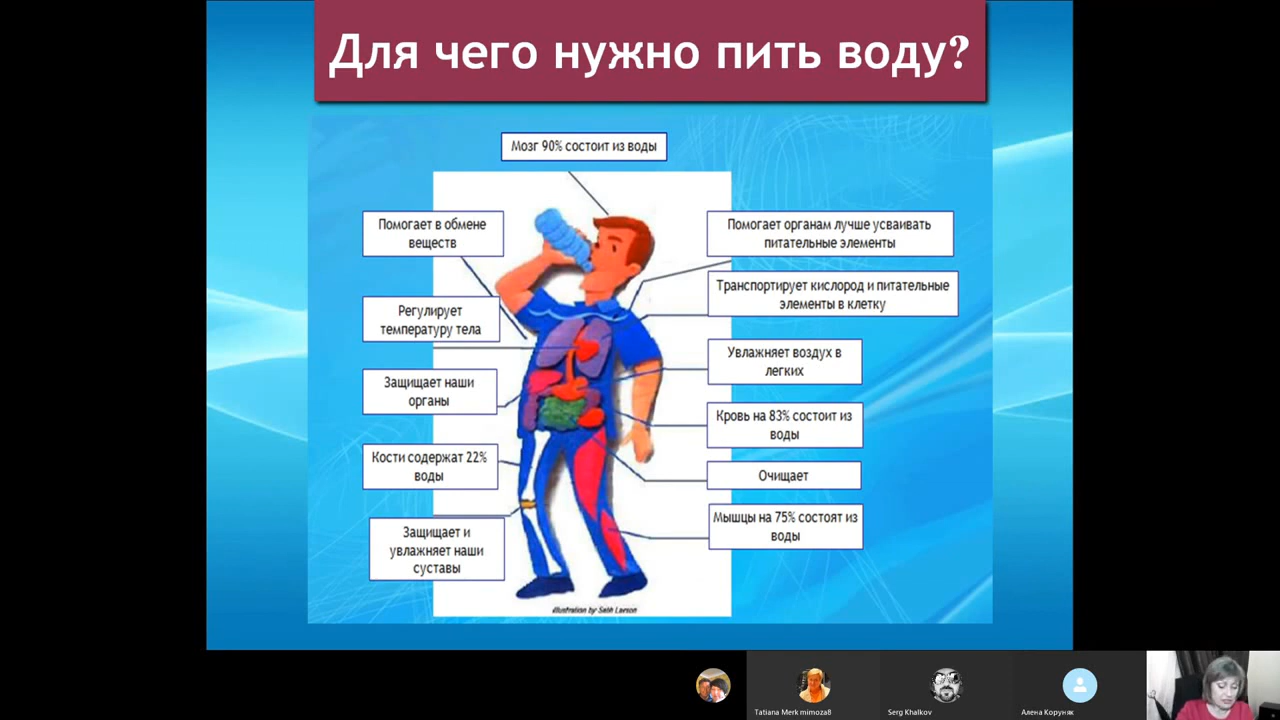 Для чего нужно пить воду?
Мозг 90% состоит из воды
Помогает в обмене
веществ
Регулирует
температуру тела
Защищает наши
органы
Кости содержат 22%
воды
Защищает и
увлажняет наши
суставы
Помогает органам лучше усваивать
питательные элементы
Транспортирует кислород и питательные
элементы в клетку
Увлажняет воздух в
легких
Кровь на 83% состоит из
воды
Очищает
Мышцы на 75% состоят из
воды
Illustration by Salih Larson
Tatiana Merk mimoza8
Serg Khalkov
Алена Коруняк